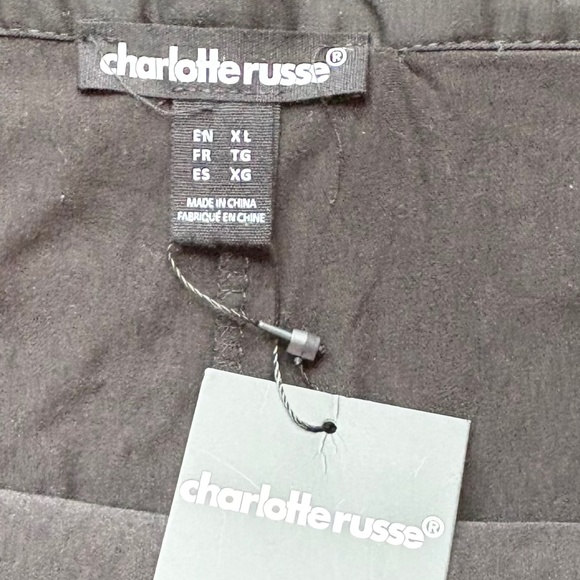 charlotte russe®
EN XL
FR TG
ES XG
MADE IN CHINA
FABRIQUÉ EN CHINE
charlotte russe®